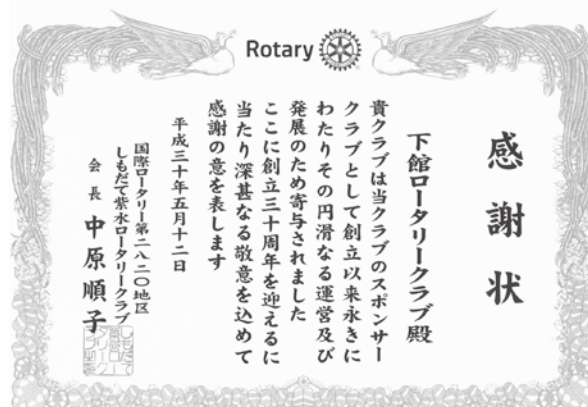 Rotary
感謝状
下館ロータリークラブ殿
貴クラブは当クラブのスポンサー
クラブとして創立以来永きに
わたりその円滑なる運営及び
発展のため寄与されました
ここに創立三十周年を迎えるに
当たり深甚なる敬意を込めて
感謝の意を表します
平成三十年五月十二日
国際ロータリー第二八二〇地区
しもだて紫水ロータリークラブ
会長 中原順子